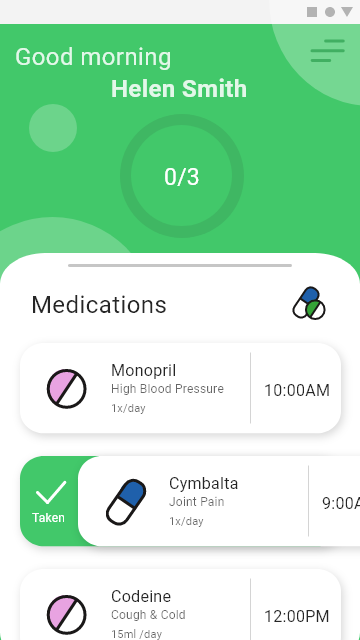 Good morning
Helen Smith
0/3
Medications
Monopril
High Blood Pressure
1x/day
10:00AM
Taken
Cymbalta
Joint Pain
1x/day
9:00A
Codeine
Cough & Cold
15ml /day
12:00PM